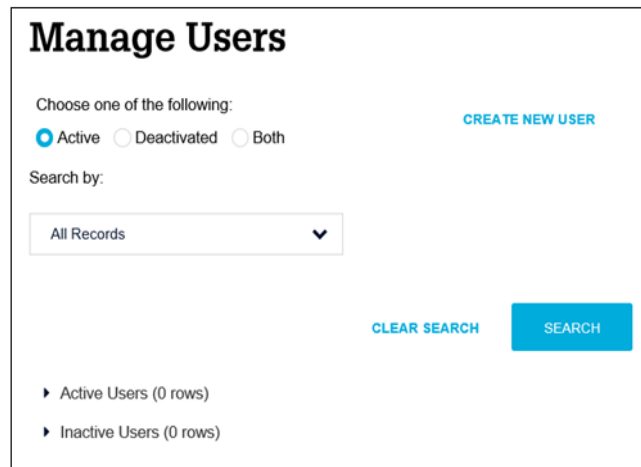 Manage Users
Choose one of the following:
Active Deactivated Both
CREATE NEW USER
Search by:
All Records
CLEAR SEARCH SEARCH
Active Users (0 rows)
Inactive Users (0 rows)